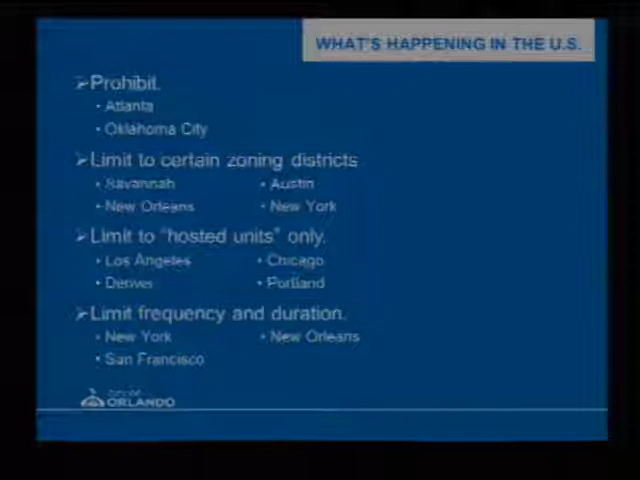 WHAT'S HAPPENING IN THE U.S.
➢Prohibit.
• Atlanta
• Oklahoma City
➢Limit to certain zoning districts
• Savannah • Austin
• New Orleans • New York
➢Limit to “hosted units” only.
• Los Angeles • Chicago
• Denver • Portland
➢Limit frequency and duration.
• New York • New Orleans
• San Francisco
CITY OF
ORLANDO